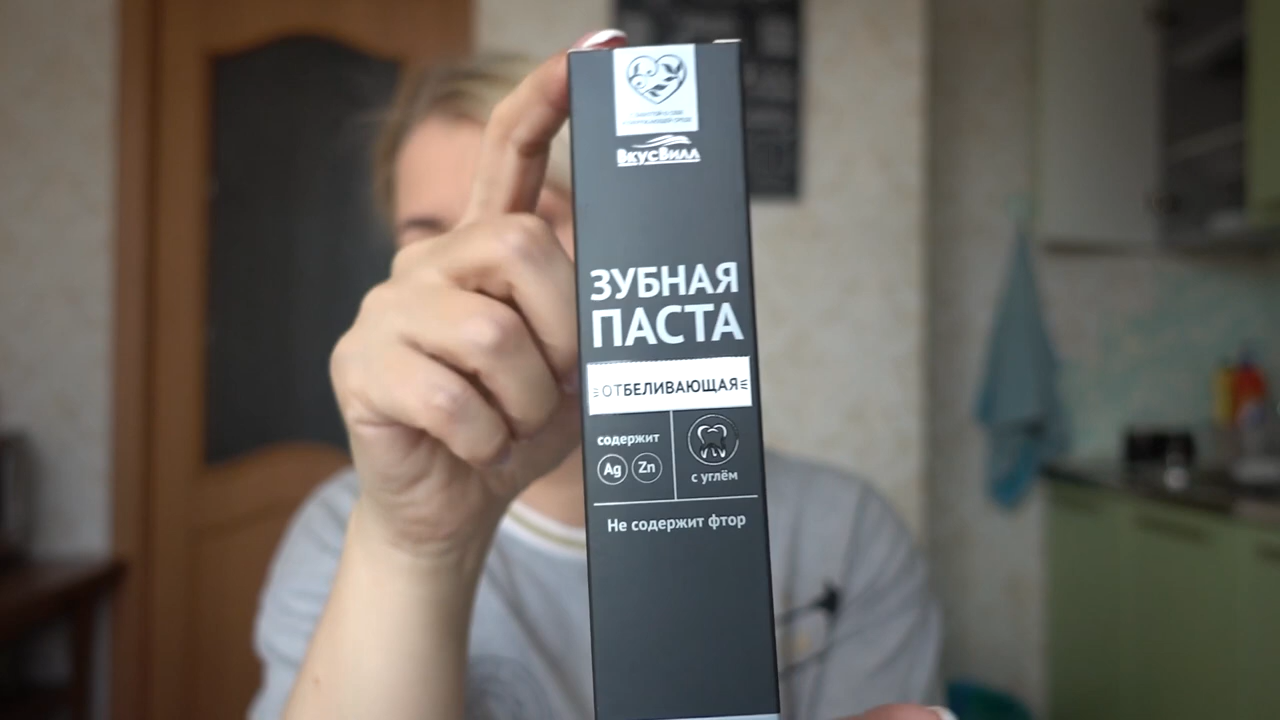 ВкусВилл
ЗУБНАЯ
ПАСТА
ОТБЕЛИВАЮЩАЯ
содержит
Ag Zn
с углём
Не содержит фтор